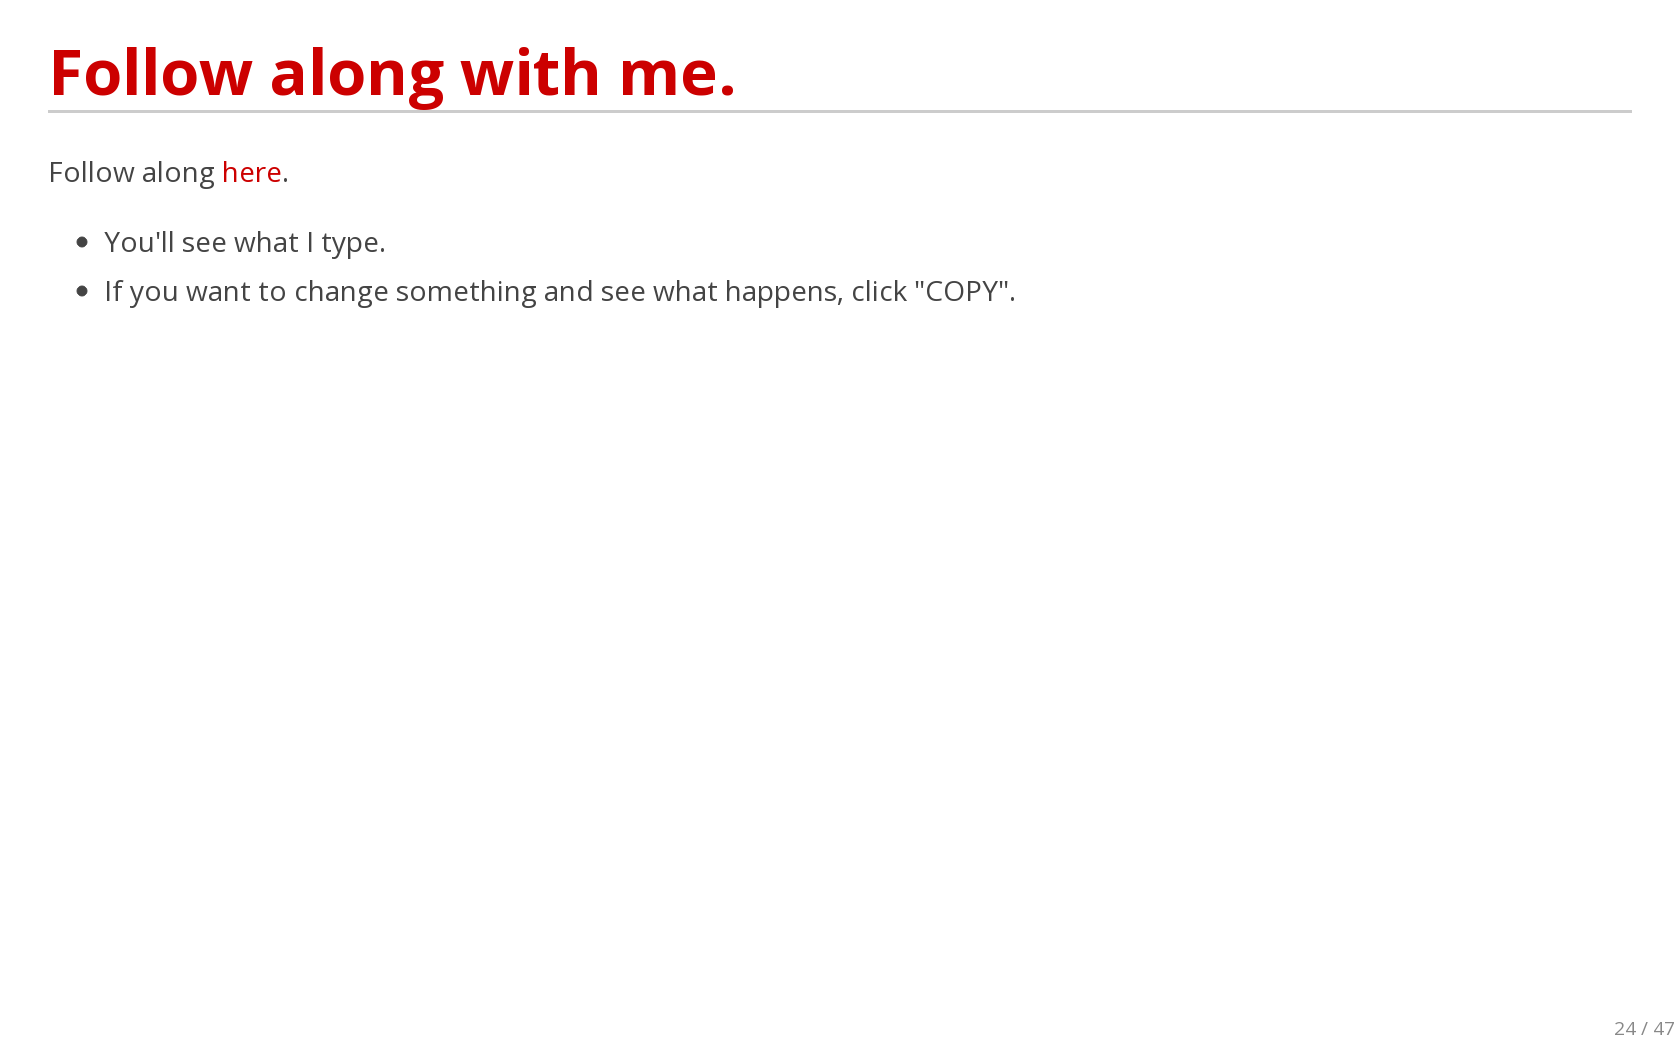 Follow along with me.
Follow along here.
You'll see what I type.
If you want to change something and see what happens, click "COPY".
24 / 47